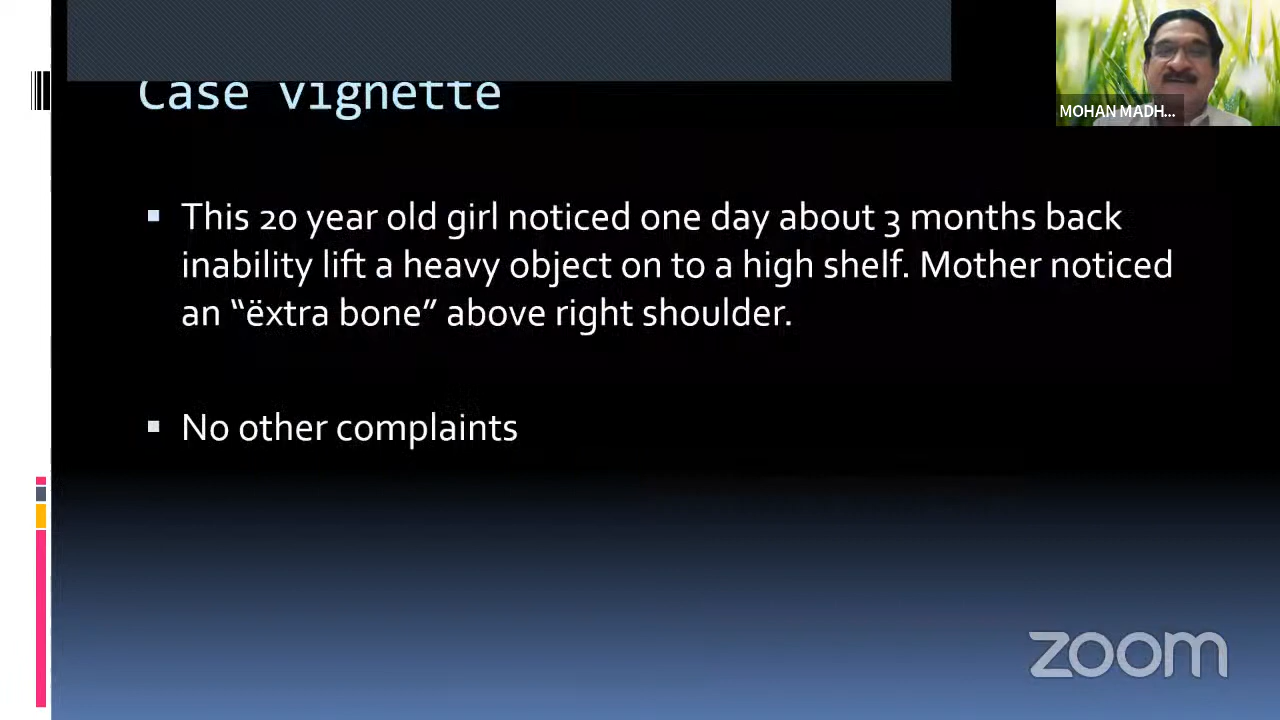 Case vignette
MOHAN MADH...
▪ This 20 year old girl noticed one day about 3 months back
inability lift a heavy object on to a high shelf. Mother noticed
an “ëxtra bone” above right shoulder.
▪ No other complaints
zoom